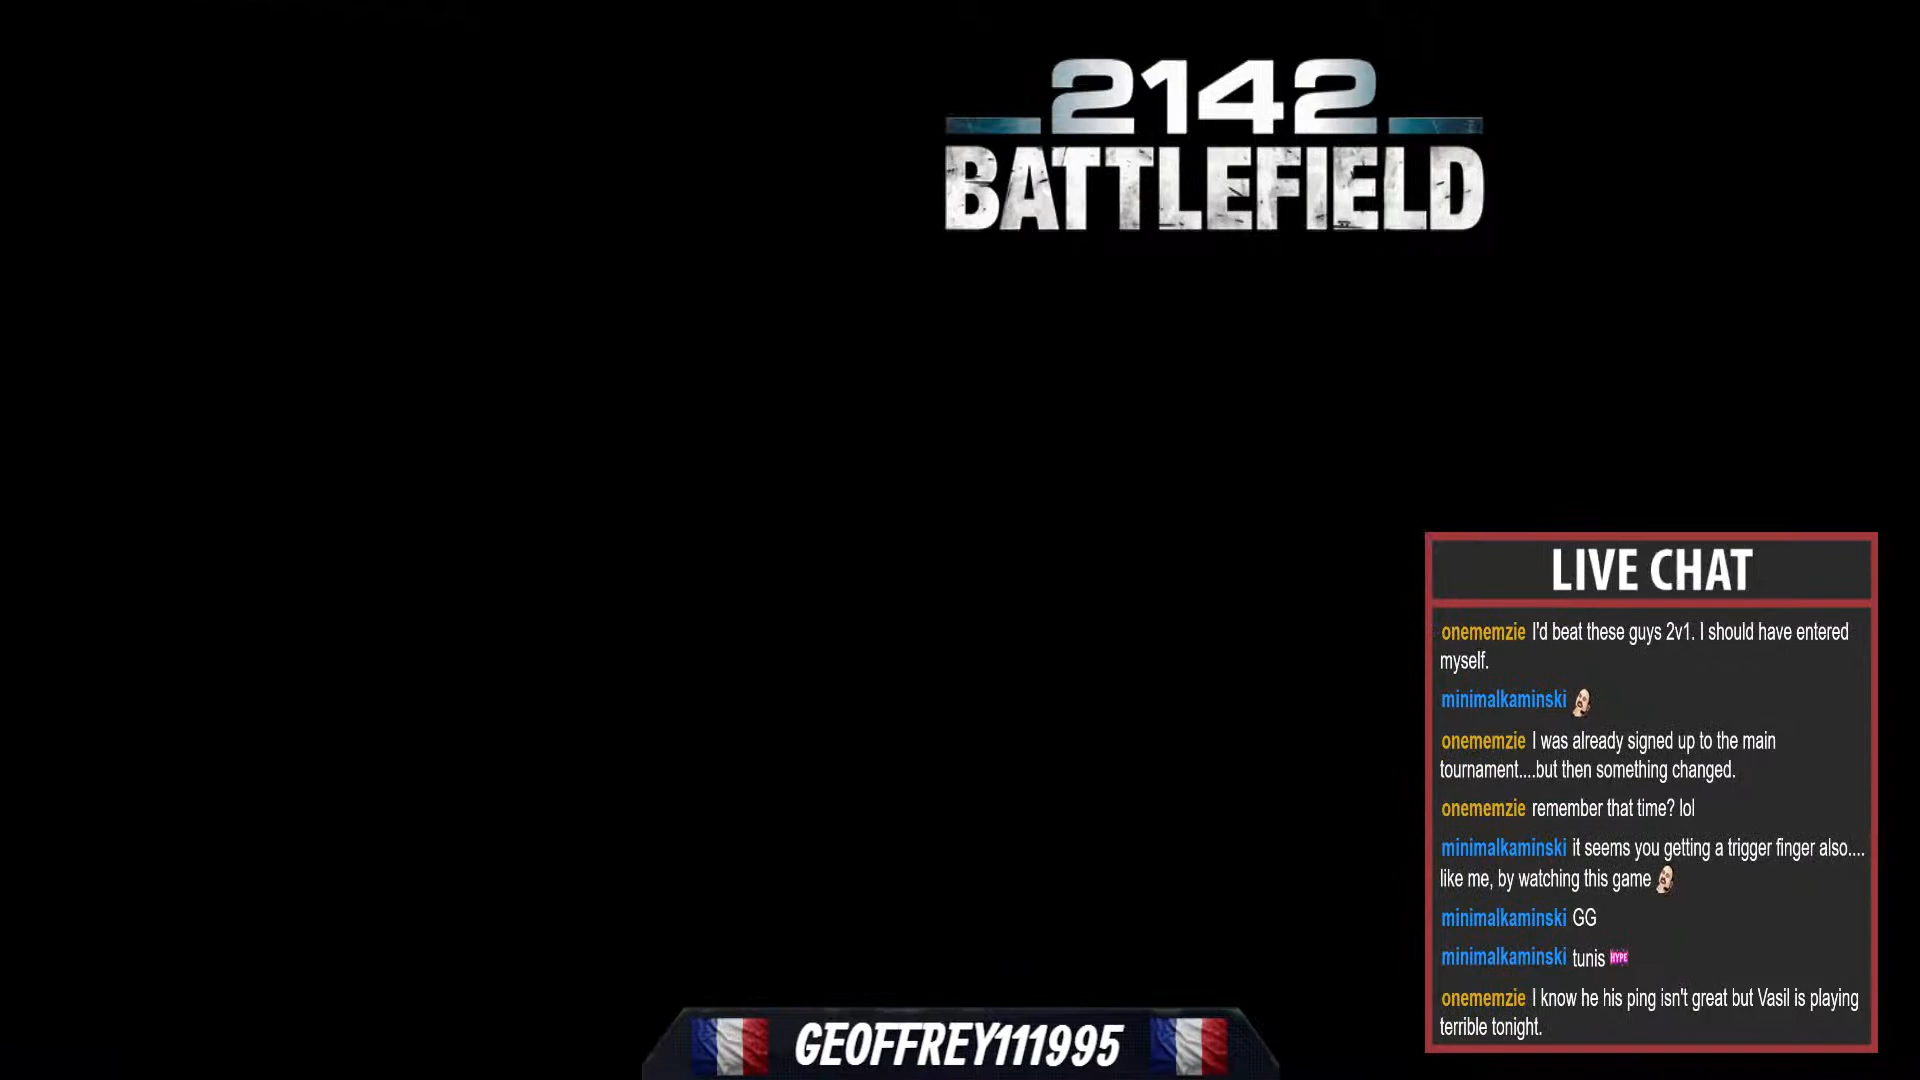 2142
BATTLEFIELD
LIVE CHAT
onememzie I'd beat these guys 2v1. I should have entered
myself.
minimalkaminski
onememzie I was already signed up to the main
tournament....but then something changed.
onememzie remember that time? lol
minimalkaminski it seems you getting a trigger finger also....
like me, by watching this game
minimalkaminski GG
minimalkaminski tunis HYPE
onememzie I know he his ping isn't great but Vasil is playing
terrible tonight.
GEOFFREY111995